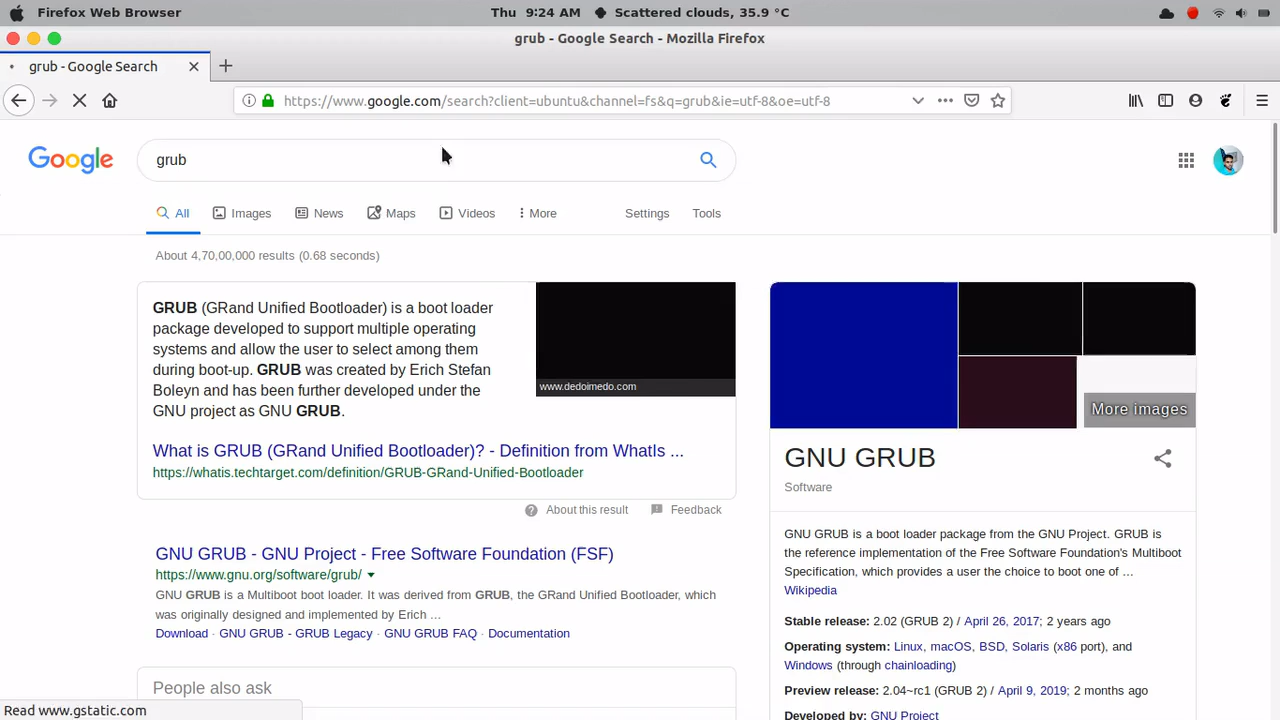 Firefox Web Browser
Thu 9:24 AM Scattered clouds, 35.9 °C
grub - Google Search - Mozilla Firefox
grub - Google Search
https://www.google.com/search?client=ubuntu&channel=fs&q=grub&ie=utf-8&oe=utf-8
Google
grub
All Images News Maps Videos More Settings Tools
About 4,70,00,000 results (0.68 seconds)
GRUB (GRand Unified Bootloader) is a boot loader
package developed to support multiple operating
systems and allow the user to select among them
during boot-up. GRUB was created by Erich Stefan
Boleyn and has been further developed under the
GNU project as GNU GRUB.
www.dedoimedo.com
What is GRUB (GRand Unified Bootloader)? - Definition from WhatIs ...
https://whatis.techtarget.com/definition/GRUB-GRand-Unified-Bootloader
About this result Feedback
GNU GRUB - GNU Project - Free Software Foundation (FSF)
https://www.gnu.org/software/grub/
GNU GRUB is a Multiboot boot loader. It was derived from GRUB, the GRand Unified Bootloader, which
was originally designed and implemented by Erich ...
Download · GNU GRUB - GRUB Legacy · GNU GRUB FAQ · Documentation
People also ask
More images
GNU GRUB
Software
GNU GRUB is a boot loader package from the GNU Project. GRUB is
the reference implementation of the Free Software Foundation's Multiboot
Specification, which provides a user the choice to boot one of ...
Wikipedia
Stable release: 2.02 (GRUB 2) / April 26, 2017; 2 years ago
Operating system: Linux, macOS, BSD, Solaris (x86 port), and
Windows (through chainloading)
Preview release: 2.04~rc1 (GRUB 2) / April 9, 2019; 2 months ago
Developed by: GNU Project
Read www.gstatic.com